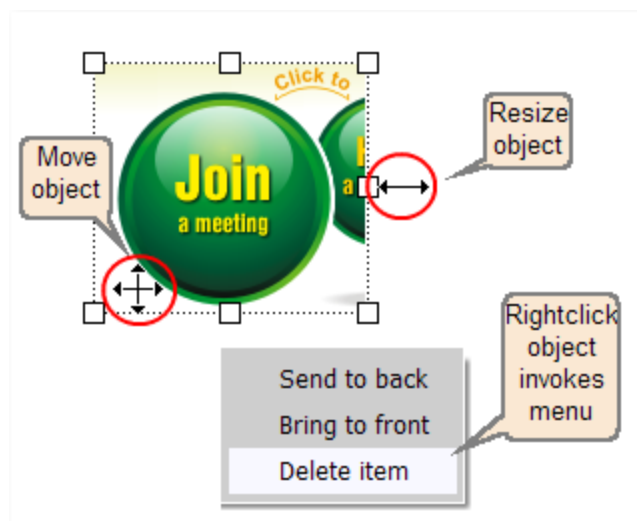 Click to
Resize
object
Move
object
Join
a meeting
a
Rightclick
object
invokes
menu
Send to back
Bring to front
Delete item